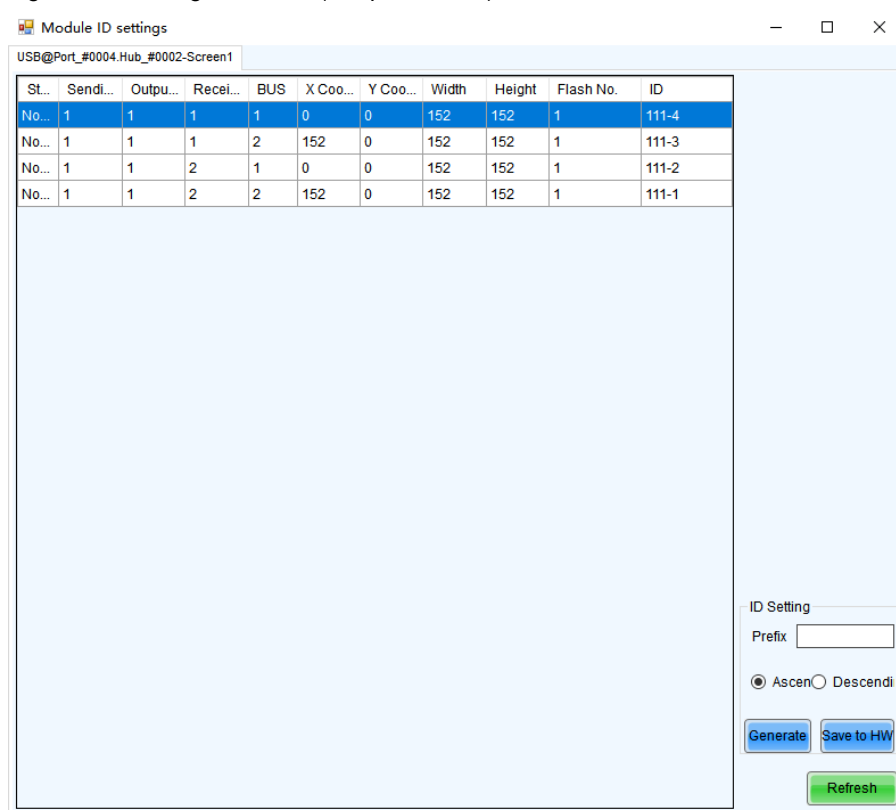 Module ID settings
USB@Port_#0004.Hub_#0002-Screen1
St... Sendi... Outpu... Recei... BUS X Coo... Y Coo... Width Height Flash No. ID
No... 1 1 1 1 0 0 152 152 1 111-4
No... 1 1 1 2 152 0 152 152 1 111-3
No... 1 1 2 1 0 0 152 152 1 111-2
No... 1 1 2 2 152 0 152 152 1 111-1
ID Setting
Prefix
Ascen Descendi
Generate Save to HW
Refresh